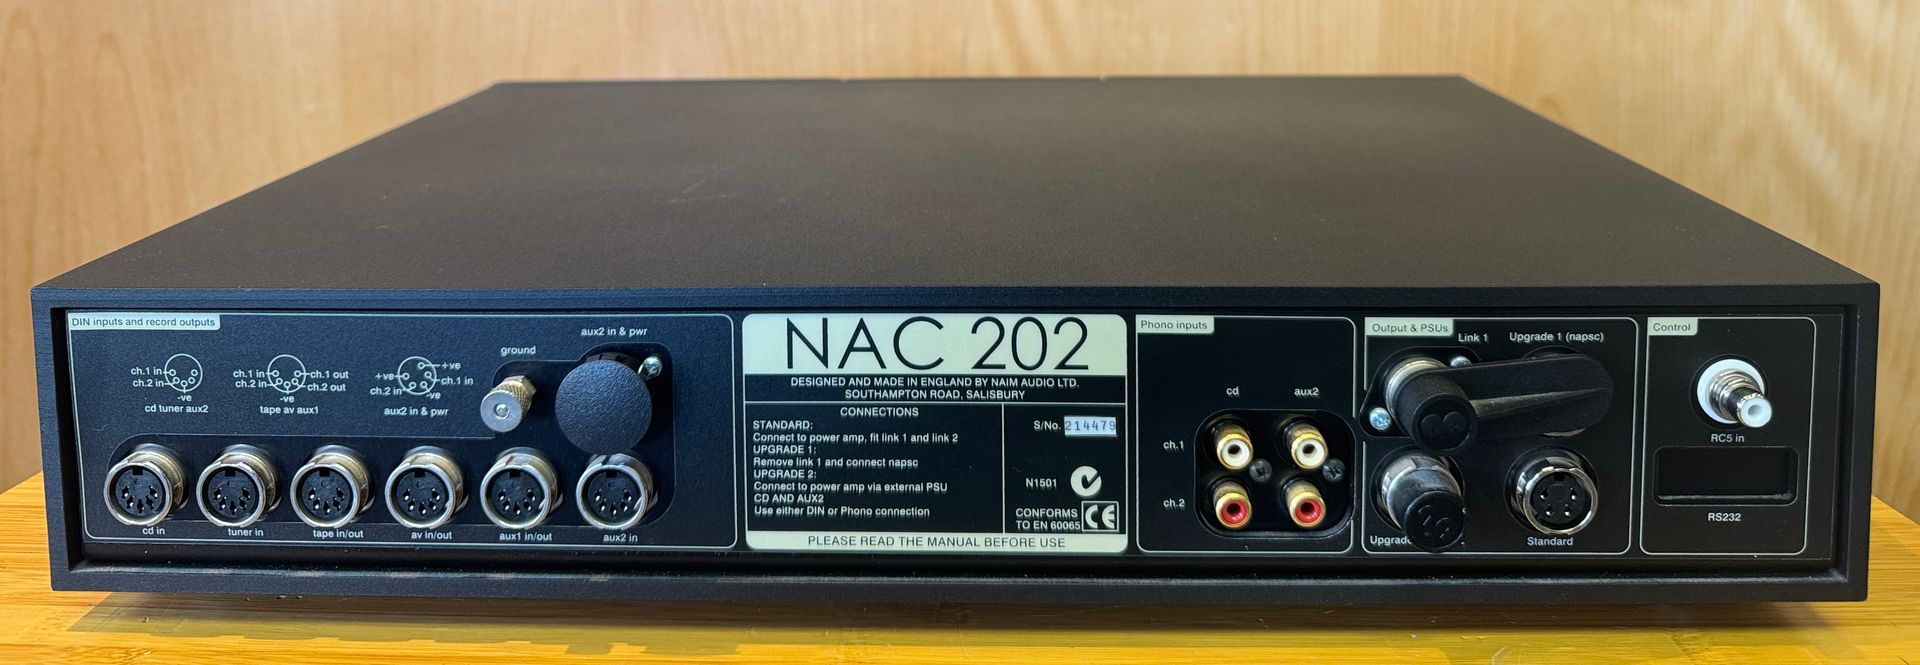 DIN inputs and record outputs
ch.1 in
ch.2 in
-ve
cd tuner aux2
ch.1 in
ch.1 out
ch.2 in
ch.2 out
-ve
tape av aux1
+ve
+ve
ch.1 in
ch.2 in
-ve
aux2 in & pwr
ground
aux2 in & pwr
cd in
tuner in
tape in/out
av in/out
aux1 in/out
aux2 in
NAC 202
DESIGNED AND MADE IN ENGLAND BY NAIM AUDIO LTD.
SOUTHAMPTON ROAD, SALISBURY
CONNECTIONS
STANDARD:
Connect to power amp, fit link 1 and link 2
UPGRADE 1:
Remove link 1 and connect napsc
UPGRADE 2:
Connect to power amp via external PSU
CD AND AUX2
Use either DIN or Phono connection
S/No. 214479
N1501
CONFORMS
TO EN 60065
CE
PLEASE READ THE MANUAL BEFORE USE
Phono inputs
cd
aux2
ch.1
ch.2
Output & PSUs
Link 1
Upgrade 1 (napsc)
Standard
Control
RC5 in
RS232